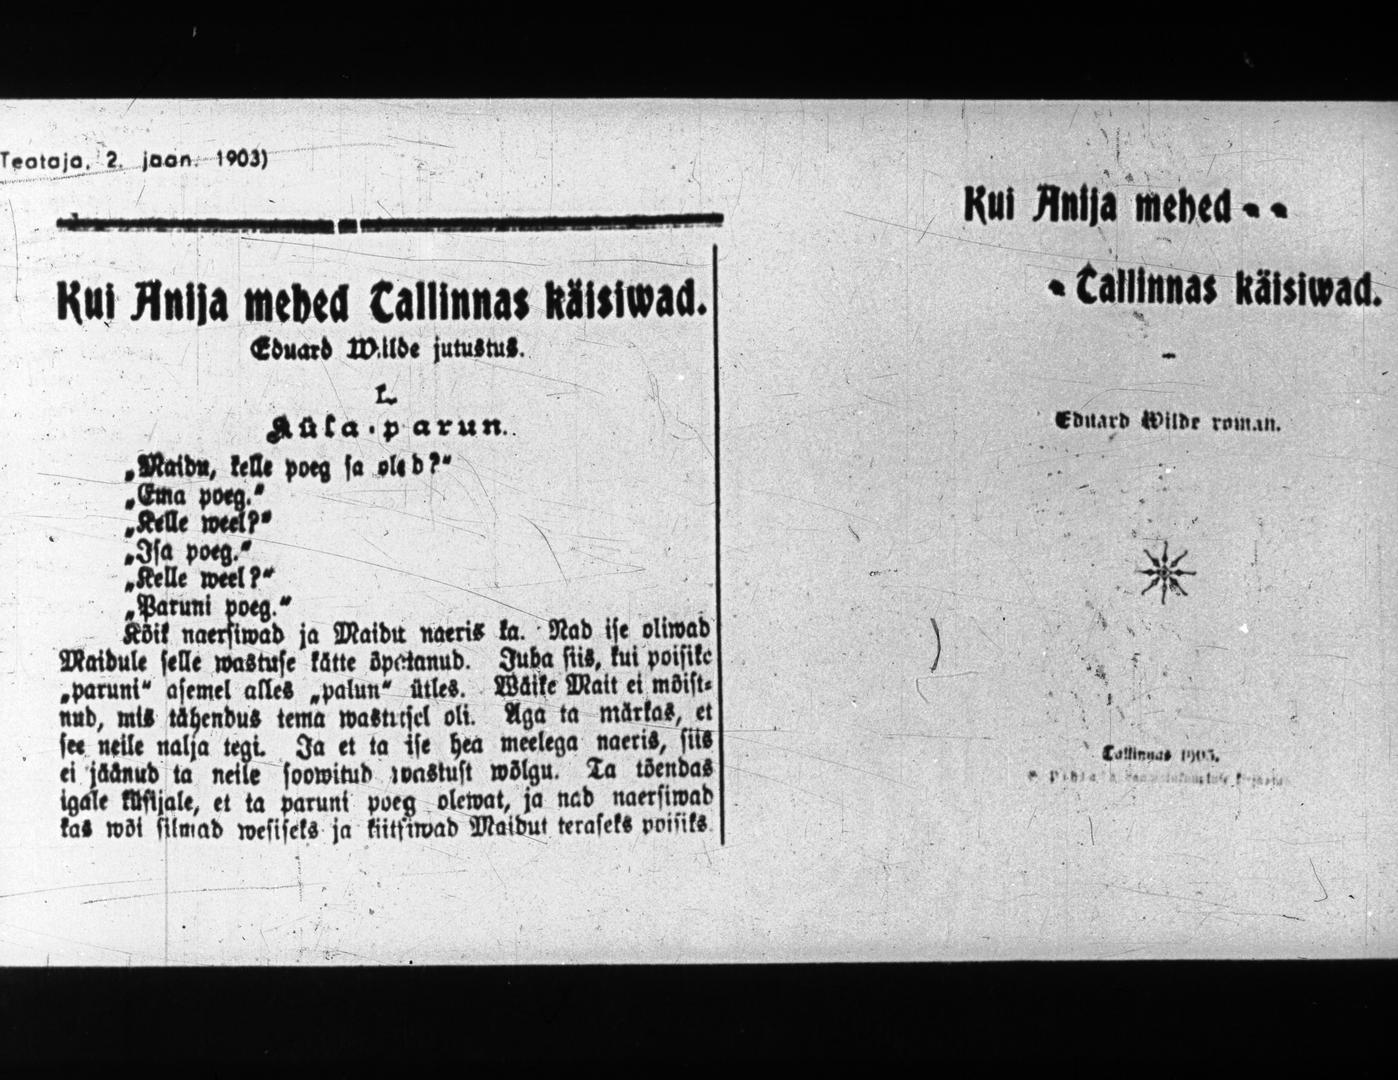 Teataja, 2. jaan. 1903)
Kui Anija mehed Tallinnas käisiwad.
Eduard Wilde jutustus.
I.
Küla-parun.
„Maidu, kelle poeg sa oled?“
„Ema poeg.“
„Kelle weel?“
„Isa poeg.“
„Kelle weel?“
„Paruni poeg.“
Kõik naersiwad ja Maidu naeris ka. Nad ise oliwad
Maidule selle wastuse kätte õpetanud. Juba siis, kui poisike
„paruni“ asemel alles „palun“ ütles. Wäike Mait ei mõist-
nud, mis tähendus tema wastusel oli. Aga ta märkas, et
see neile nalja tegi. Ja et ta ise hea meelega naeris, siis
ei jäänud ta neile soowitud wastust wõlgu. Ta tõendas
igale küsijale, et ta paruni poeg olewat, ja nad naersiwad
kas wõi silmad wesiseks ja kiitsiwad Maidut teraseks poisiks.
Kui Anija mehed
Tallinnas käisiwad.
Eduard Wilde roman.
Tallinnas 1903.